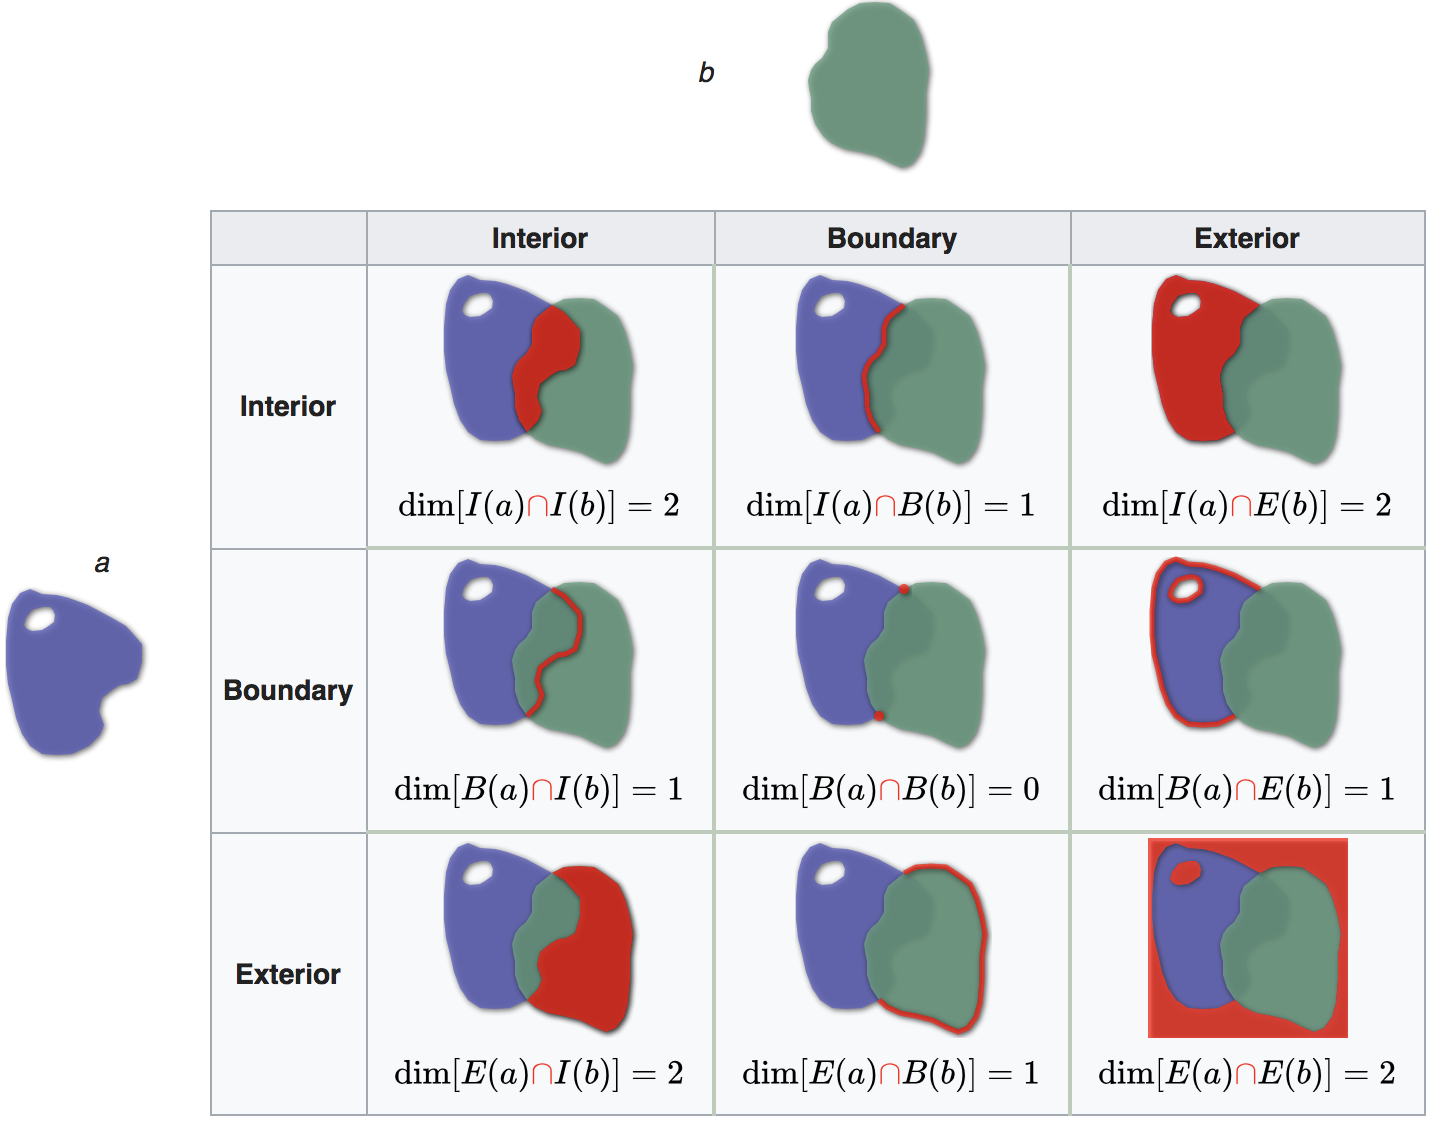 b
Interior Boundary Exterior
Interior
dim[I(a)∩I(b)] = 2 dim[I(a)∩B(b)] = 1 dim[I(a)∩E(b)] = 2
a
Boundary
dim[B(a)∩I(b)] = 1 dim[B(a)∩B(b)] = 0 dim[B(a)∩E(b)] = 1
Exterior
dim[E(a)∩I(b)] = 2 dim[E(a)∩B(b)] = 1 dim[E(a)∩E(b)] = 2